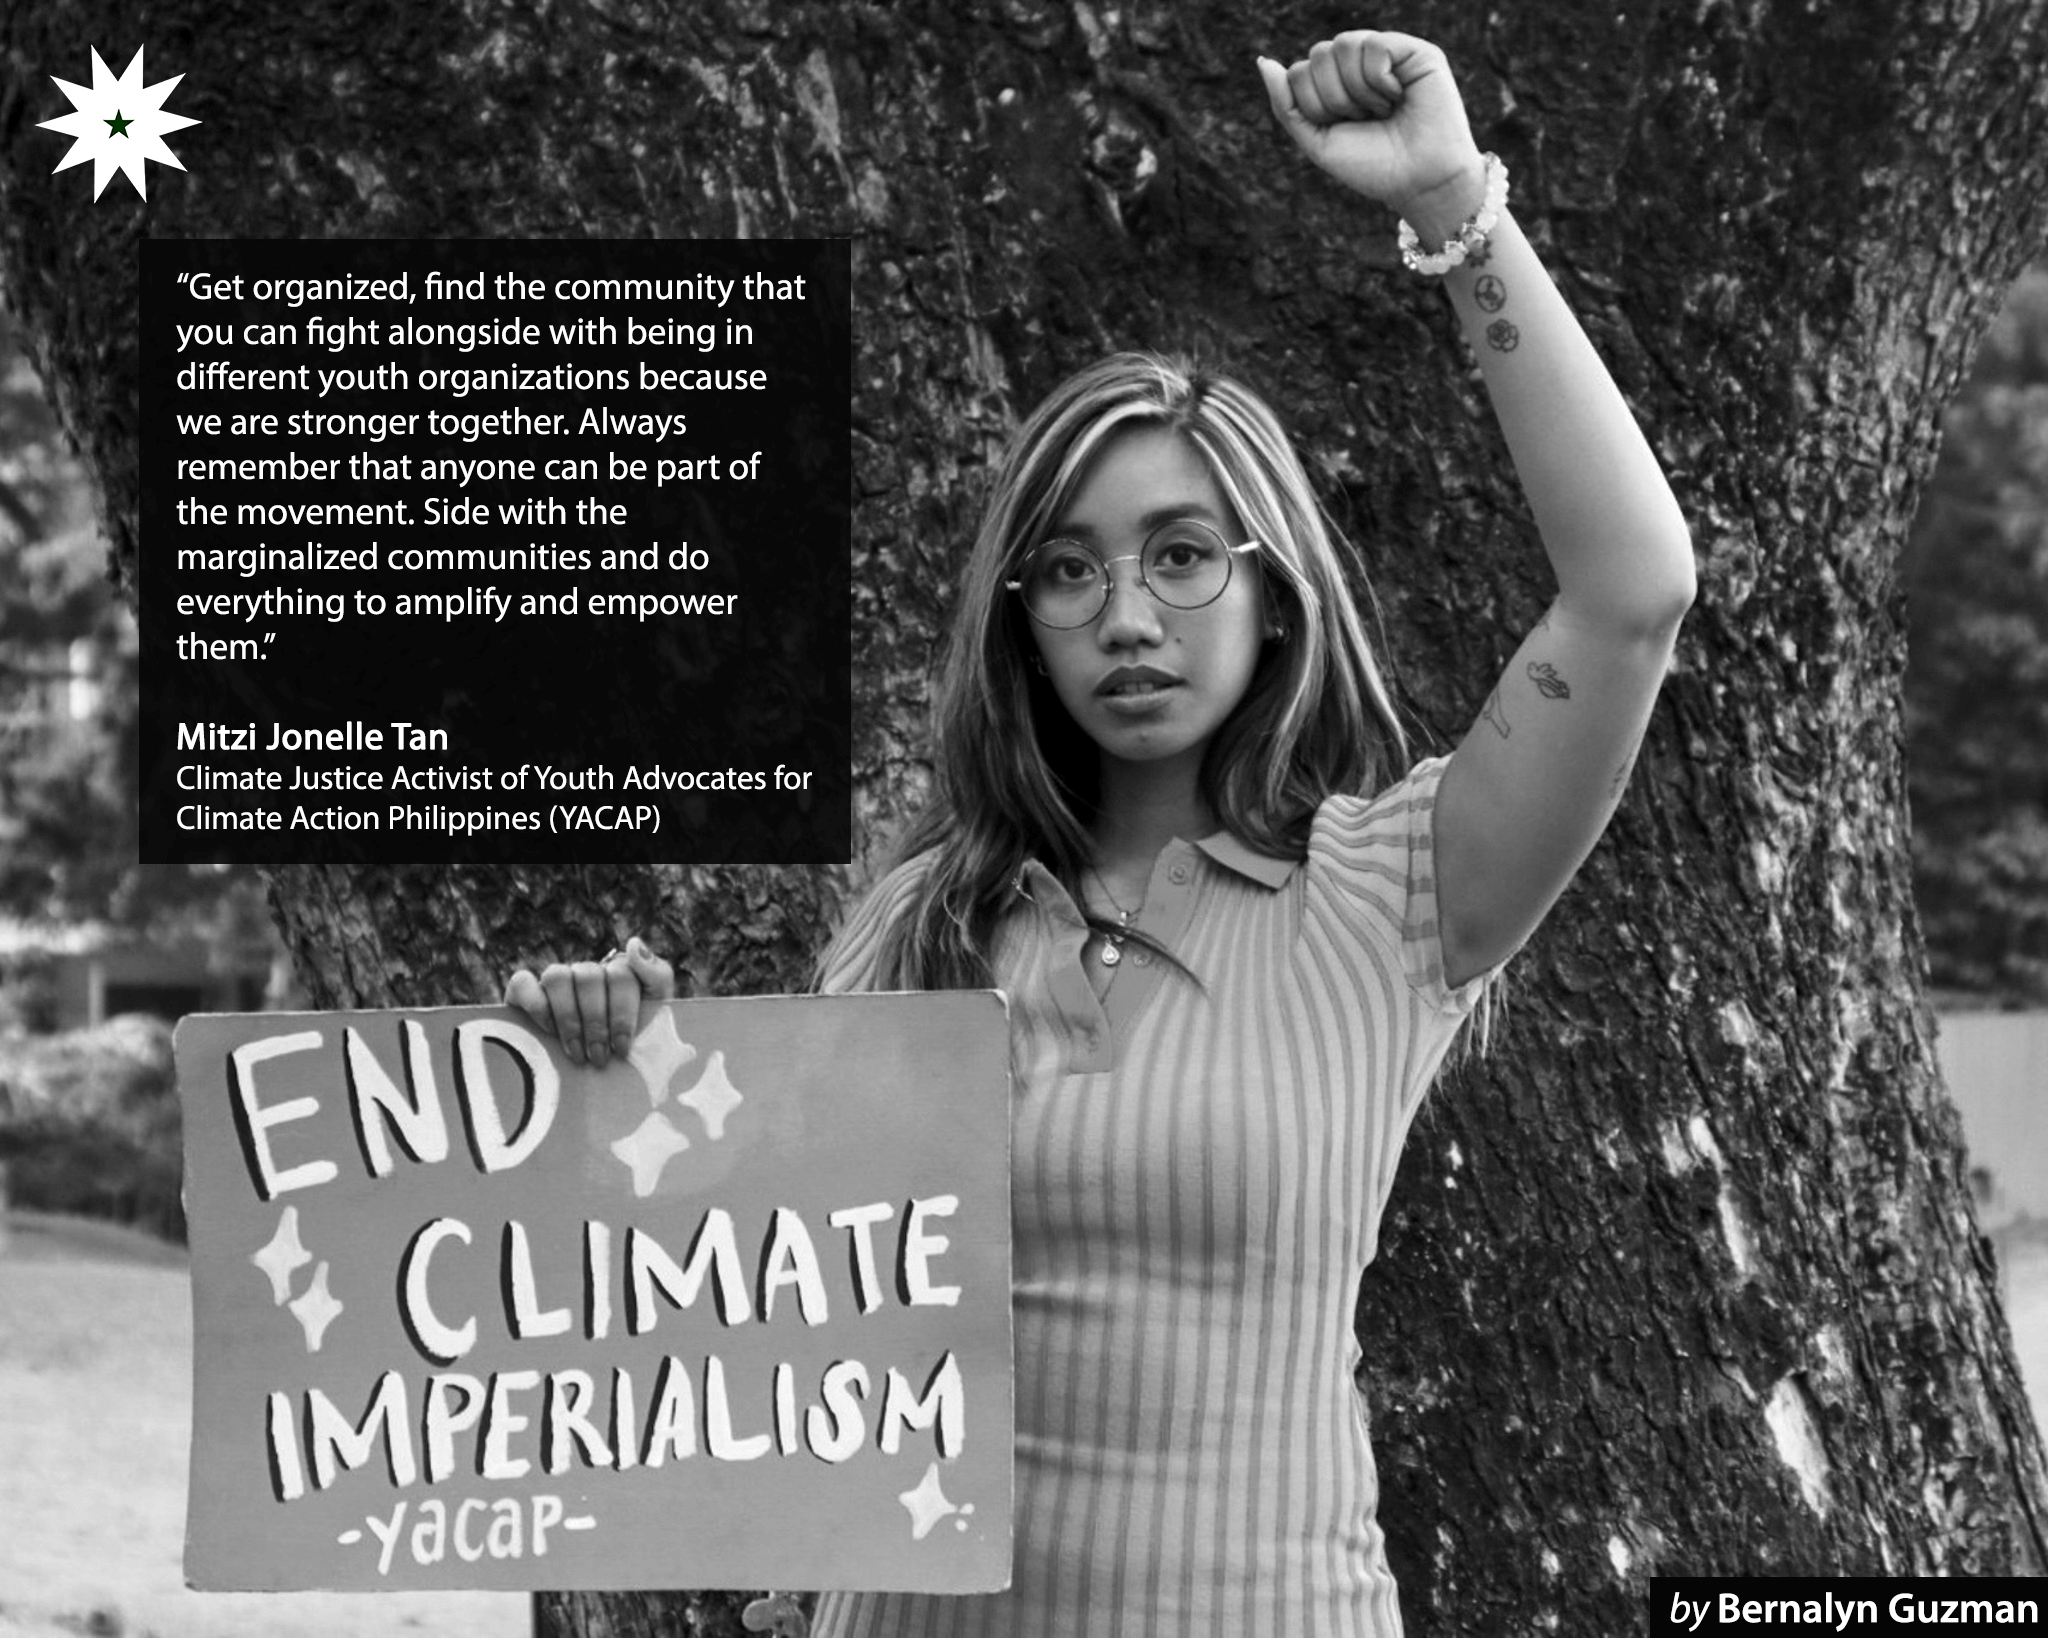 “Get organized, find the community that
you can fight alongside with being in
different youth organizations because
we are stronger together. Always
remember that anyone can be part of
the movement. Side with the
marginalized communities and do
everything to amplify and empower
them.”
Mitzi Jonelle Tan
Climate Justice Activist of Youth Advocates for
Climate Action Philippines (YACAP)
END
CLIMATE
IMPERIALISM
-yacap-
by Bernalyn Guzman